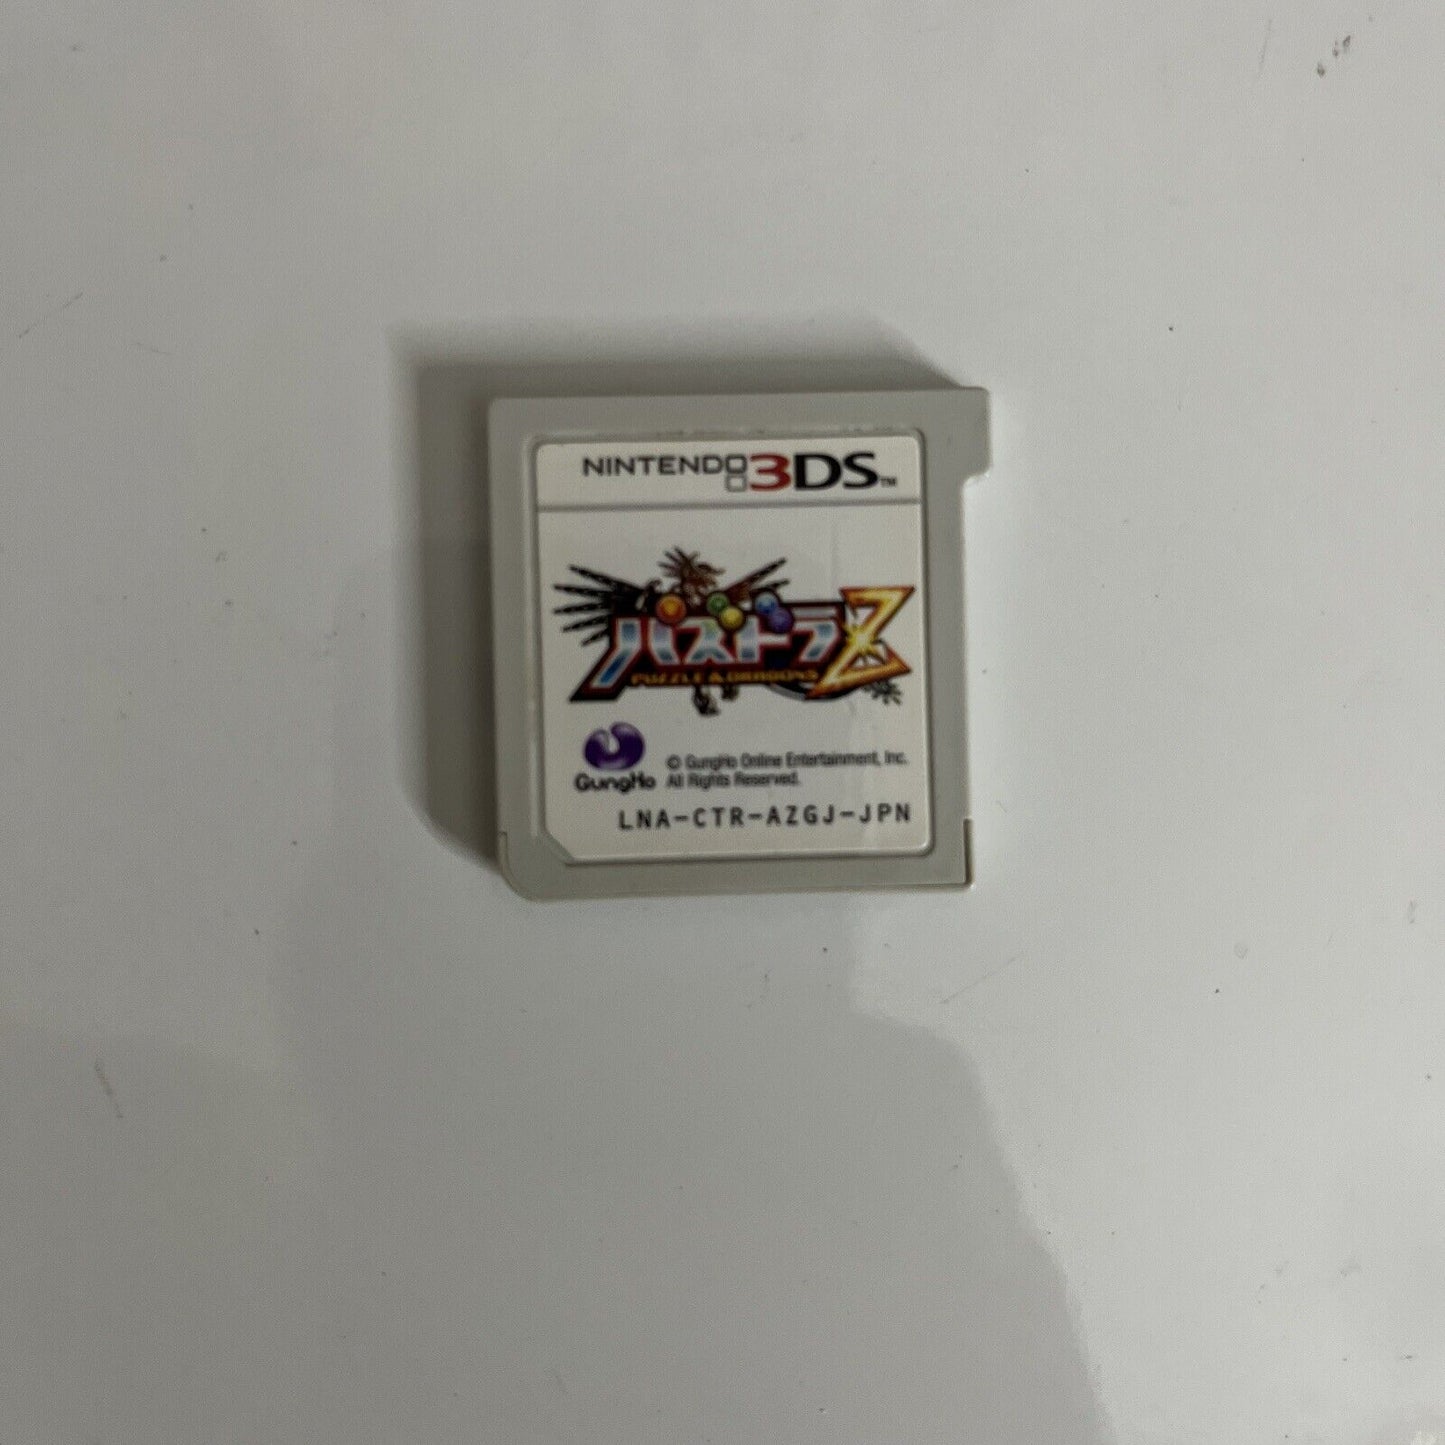 NINTENDO 3DS™
パズドラZ
PUZZLE & DRAGONS
GungHo
© GungHo Online Entertainment, Inc.
All Rights Reserved.
LNA-CTR-AZGJ-JPN